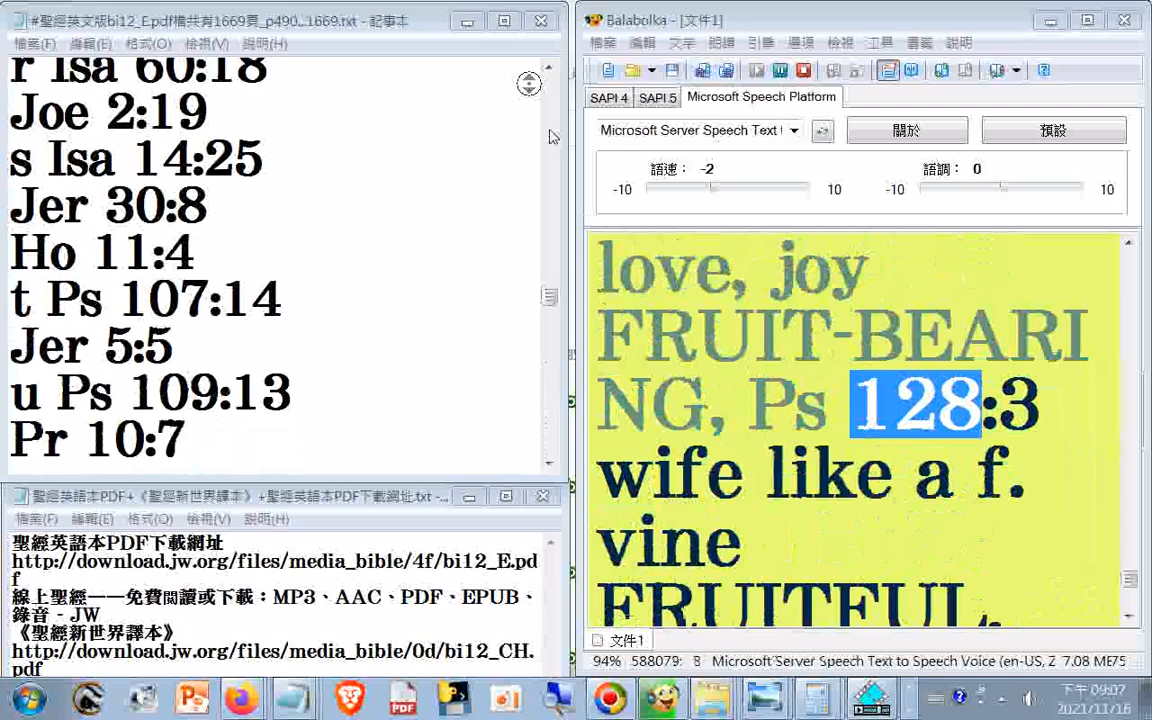 #聖經英文版bi12_E.pdf檔共有1669頁_p490...1669.txt - 記事本
檔案(F) 編輯(E) 格式(O) 檢視(V) 說明(H)
r Isa 60:18
Joe 2:19
s Isa 14:25
Jer 30:8
Ho 11:4
t Ps 107:14
Jer 5:5
u Ps 109:13
Pr 10:7
聖經英語本PDF+《聖經新世界譯本》+聖經英語本PDF下載網址.txt - ...
檔案(F) 編輯(E) 格式(O) 檢視(V) 說明(H)
聖經英語本PDF下載網址
http://download.jw.org/files/media_bible/4f/bi12_E.pd
f
線上聖經——免費閱讀或下載：MP3、AAC、PDF、EPUB、
錄音 - JW
《聖經新世界譯本》
http://download.jw.org/files/media_bible/0d/bi12_CH.
pdf
Balabolka - [文件1]
檔案 編輯 文字 朗讀 引擎 選項 檢視 工具 書籤 說明
SAPI 4 SAPI 5 Microsoft Speech Platform
Microsoft Server Speech Text 關於 預設
語速： -2 語調： 0
-10 10 -10 10
love, joy
FRUIT-BEARI
NG, Ps 128:3
wife like a f.
vine
FRUITFUL,
文件1
94% 588079: Microsoft Server Speech Text to Speech Voice (en-US, Z 7.08 ME75
PDF
下午 09:07
2021/11/16